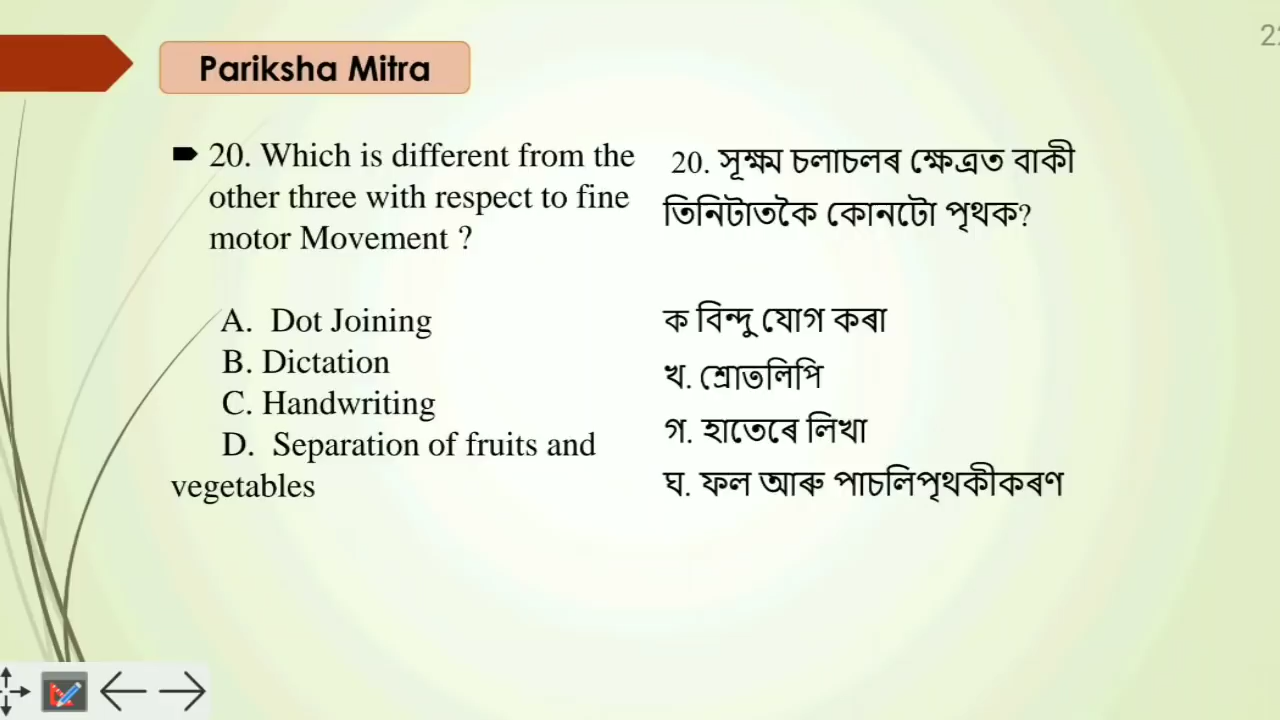 Pariksha Mitra
20. Which is different from the
other three with respect to fine
motor Movement ?
A. Dot Joining
B. Dictation
C. Handwriting
D. Separation of fruits and
vegetables
20. সূক্ষ্ম চলাচলৰ ক্ষেত্ৰত বাকী
তিনিটাতকৈ কোনটো পৃথক?
ক বিন্দু যোগ কৰা
খ. শ্ৰোতলিপি
গ. হাতেৰে লিখা
ঘ. ফল আৰু পাচলিপৃথকীকৰণ